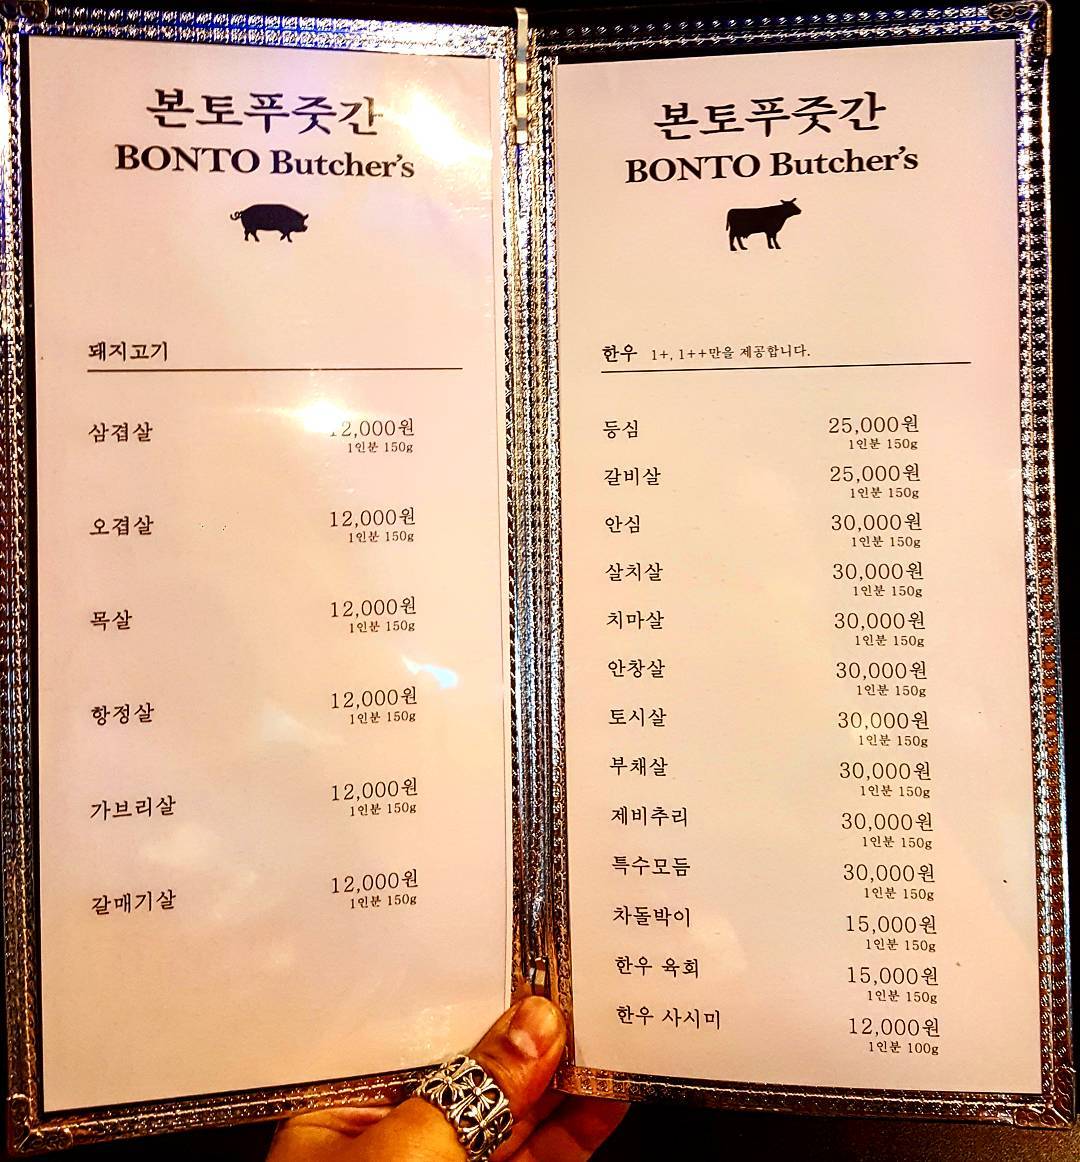 본토푸줏간
BONTO Butcher's
돼지고기
삼겹살 12,000원
1인분 150g
오겹살 12,000원
1인분 150g
목살 12,000원
1인분 150g
항정살 12,000원
1인분 150g
가브리살 12,000원
1인분 150g
갈매기살 12,000원
1인분 150g
본토푸줏간
BONTO Butcher's
한우 1+, 1++만을 제공합니다.
등심 25,000원
1인분 150g
갈비살 25,000원
1인분 150g
안심 30,000원
1인분 150g
살치살 30,000원
1인분 150g
치마살 30,000원
1인분 150g
안창살 30,000원
1인분 150g
토시살 30,000원
1인분 150g
부채살 30,000원
1인분 150g
제비추리 30,000원
1인분 150g
특수모듬 30,000원
1인분 150g
차돌박이 15,000원
1인분 150g
한우 육회 15,000원
1인분 150g
한우 사시미 12,000원
1인분 100g